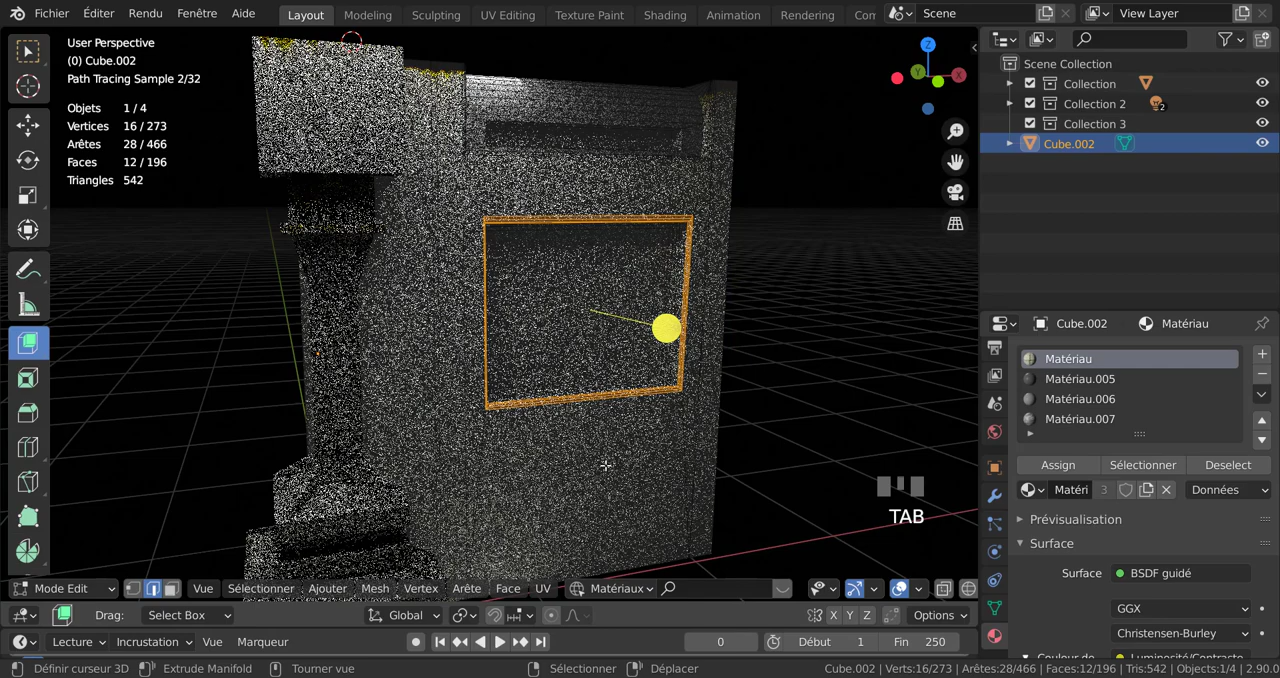 Fichier Éditer Rendu Fenêtre Aide Layout Modeling Sculpting UV Editing Texture Paint Shading Animation Rendering Scene View Layer
User Perspective
(0) Cube.002
Path Tracing Sample 2/32
Objets 1 / 4
Vertices 16 / 273
Arêtes 28 / 466
Faces 12 / 196
Triangles 542
Z
Y
X
TAB
Scene Collection
Collection
Collection 2 2
Collection 3
Cube.002
Cube.002 Matériau
Matériau
Matériau.005
Matériau.006
Matériau.007
Assign Sélectionner Deselect
Matéri 3 Données
Prévisualisation
Surface
Surface BSDF guidé
GGX
Christensen-Burley
Mode Edit Vue Sélectionner Ajouter Mesh Vertex Arête Face UV Matériaux
Drag: Select Box Global X Y Z Options
Lecture Incrustation Vue Marqueur 0 Début 1 Fin 250
Définir curseur 3D Extrude Manifold Tourner vue Sélectionner Déplacer Cube.002 | Verts:16/273 | Arêtes:28/466 | Faces:12/196 | Tris:542 | Objects:1/4 | 2.90.0